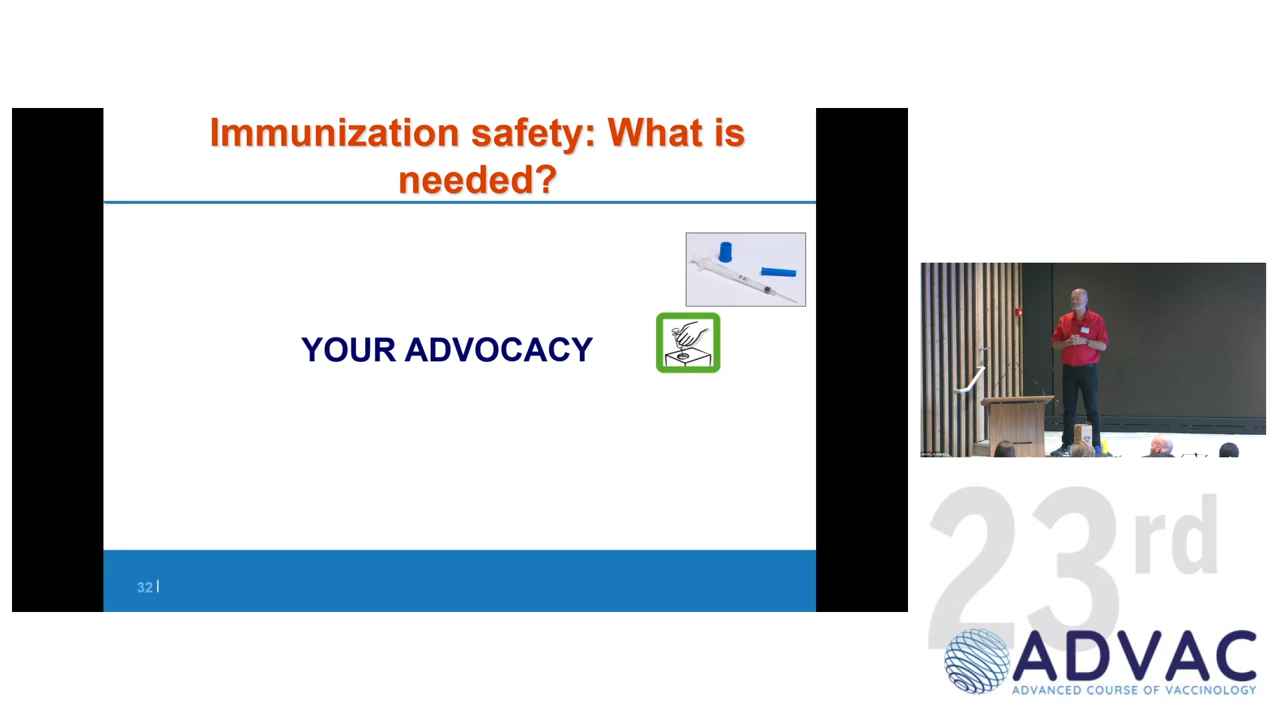 Immunization safety: What is
needed?
YOUR ADVOCACY
32 |
23rd
ADVAC
ADVANCED COURSE OF VACCINOLOGY